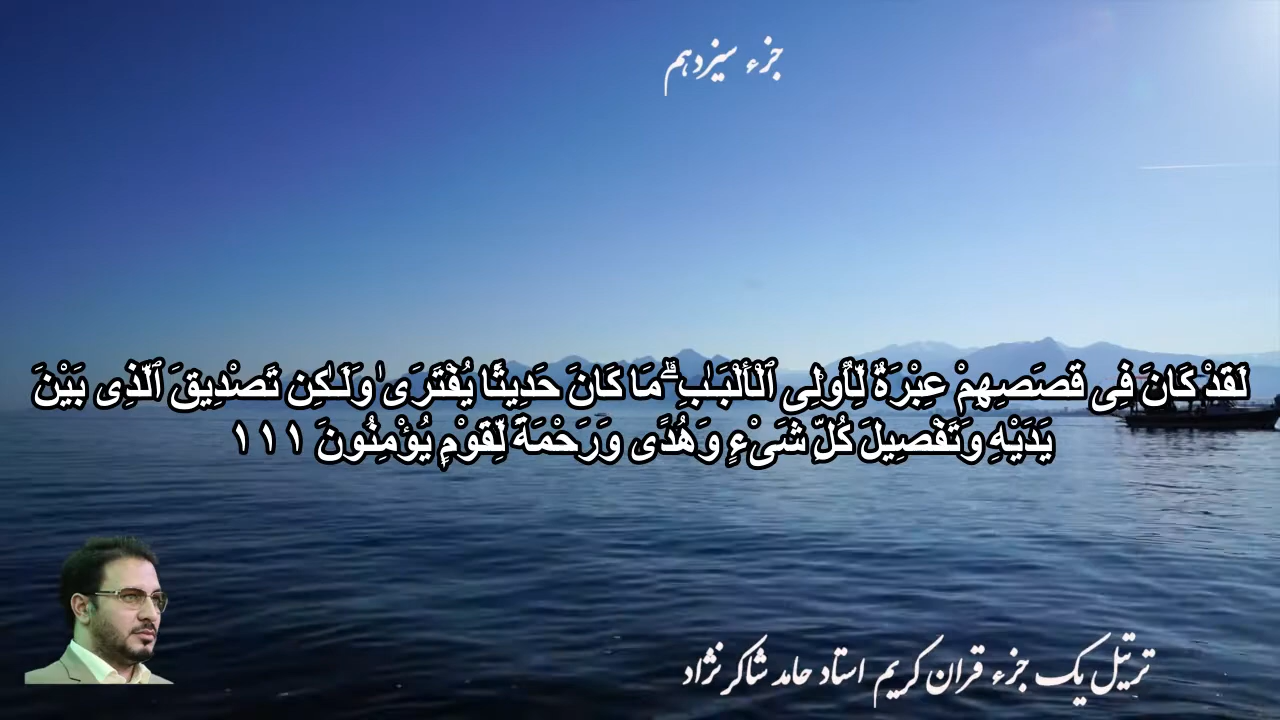 جزء سیزدهم
لَقَدْ كَانَ فِى قَصَصِهِمْ عِبْرَةٌ لِّأُو۟لِى ٱلْأَلْبَـٰبِ ۗ مَا كَانَ حَدِيثًا يُفْتَرَىٰ وَلَـٰكِن تَصْدِيقَ ٱلَّذِى بَيْنَ
يَدَيْهِ وَتَفْصِيلَ كُلِّ شَىْءٍ وَهُدًى وَرَحْمَةً لِّقَوْمٍ يُؤْمِنُونَ ١١١
ترتیل یک جزء قران کریم استاد حامد شاکرنژاد